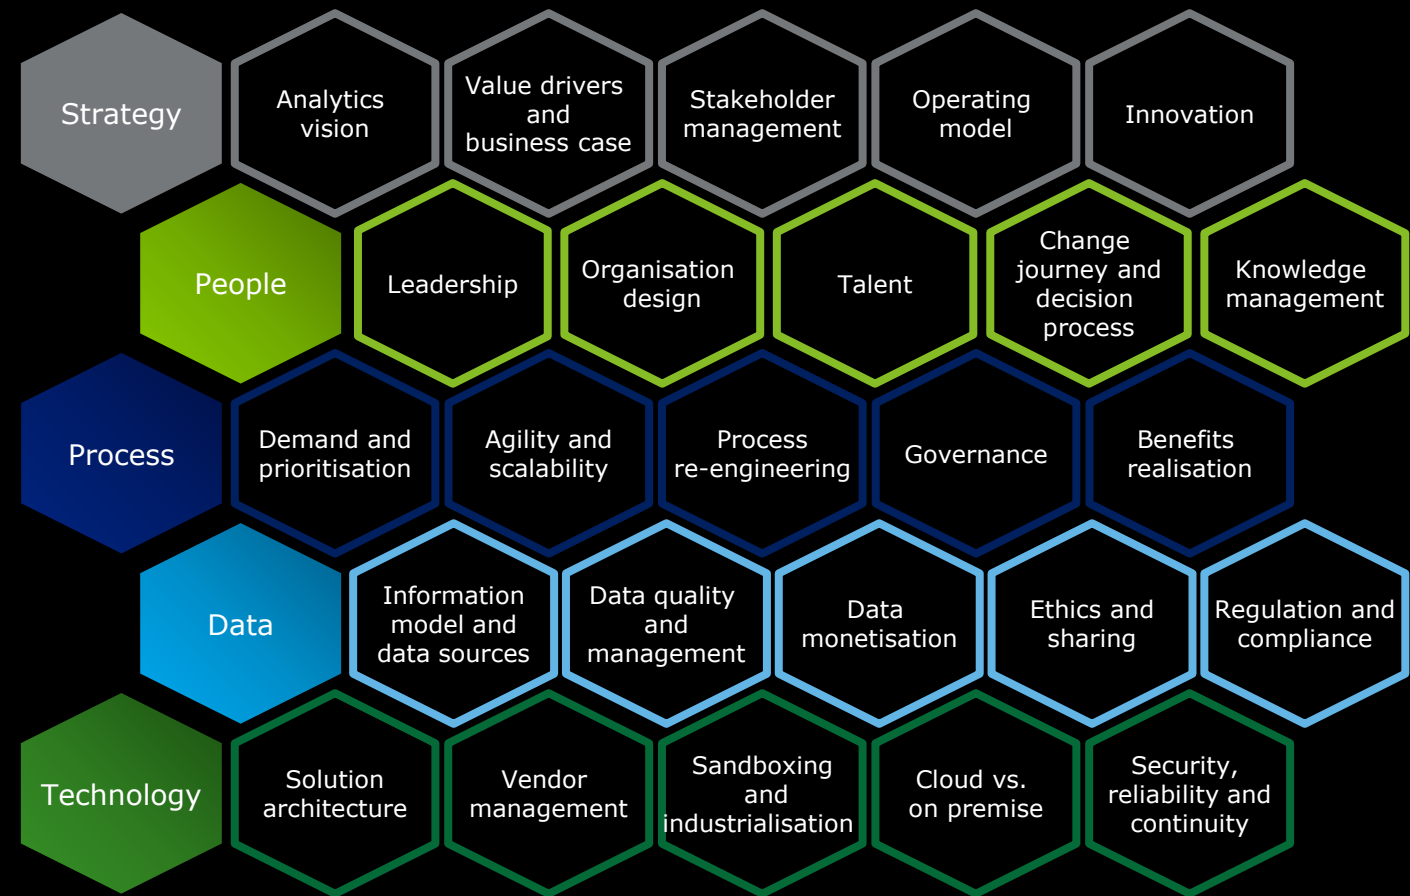 Strategy
Analytics
vision
Value drivers
and
business case
Stakeholder
management
Operating
model
Innovation
People
Leadership
Organisation
design
Talent
Change
journey and
decision
process
Knowledge
management
Process
Demand and
prioritisation
Agility and
scalability
Process
re-engineering
Governance
Benefits
realisation
Data
Information
model and
data sources
Data quality
and
management
Data
monetisation
Ethics and
sharing
Regulation and
compliance
Technology
Solution
architecture
Vendor
management
Sandboxing
and
industrialisation
Cloud vs.
on premise
Security,
reliability and
continuity